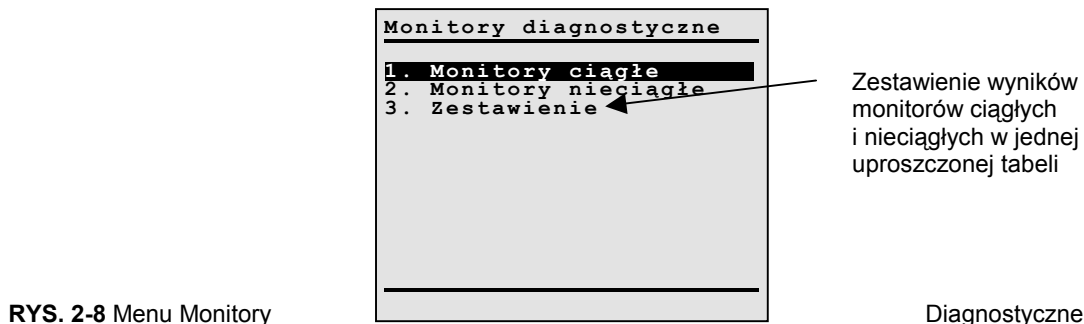 Monitory diagnostyczne
1. Monitory ciągłe
2. Monitory nieciągłe
3. Zestawienie
Zestawienie wyników
monitorów ciągłych
i nieciągłych w jednej
uproszczonej tabeli
RYS. 2-8 Menu Monitory Diagnostyczne